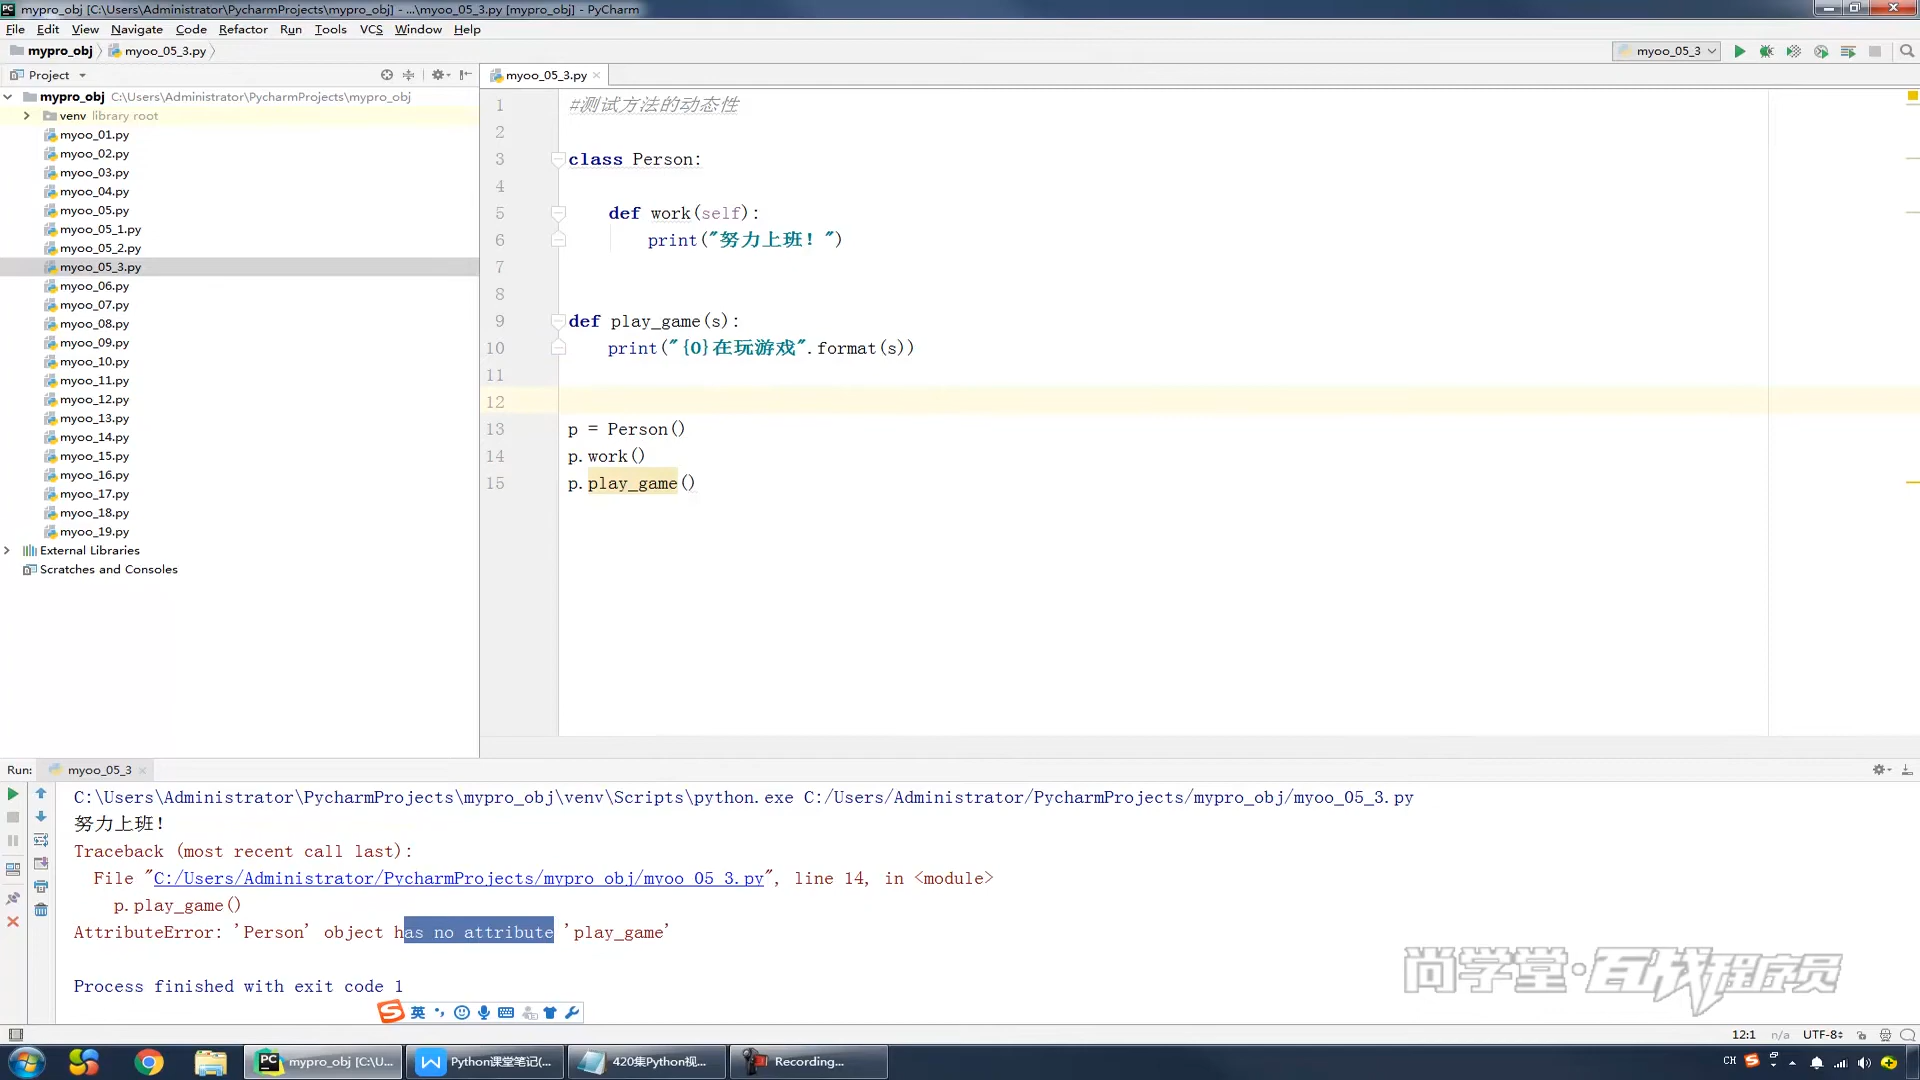 mypro_obj [C:\Users\Administrator\PycharmProjects\mypro_obj] - ...\myoo_05_3.py [mypro_obj] - PyCharm
File Edit View Navigate Code Refactor Run Tools VCS Window Help
mypro_obj myoo_05_3.py myoo_05_3
Project myoo_05_3.py
mypro_obj C:\Users\Administrator\PycharmProjects\mypro_obj
venv library root
myoo_01.py
myoo_02.py
myoo_03.py
myoo_04.py
myoo_05.py
myoo_05_1.py
myoo_05_2.py
myoo_05_3.py
myoo_06.py
myoo_07.py
myoo_08.py
myoo_09.py
myoo_10.py
myoo_11.py
myoo_12.py
myoo_13.py
myoo_14.py
myoo_15.py
myoo_16.py
myoo_17.py
myoo_18.py
myoo_19.py
External Libraries
Scratches and Consoles
1 #测试方法的动态性
2
3 class Person:
4
5 def work(self):
6 print("努力上班！")
7
8
9 def play_game(s):
10 print("{0}在玩游戏".format(s))
11
12
13 p = Person()
14 p.work()
15 p.play_game()
Run: myoo_05_3
C:\Users\Administrator\PycharmProjects\mypro_obj\venv\Scripts\python.exe C:/Users/Administrator/PycharmProjects/mypro_obj/myoo_05_3.py
努力上班！
Traceback (most recent call last):
File "C:/Users/Administrator/PycharmProjects/mypro_obj/myoo_05_3.py", line 14, in <module>
p.play_game()
AttributeError: 'Person' object has no attribute 'play_game'
Process finished with exit code 1
尚学堂·百战程序员
英
12:1 n/a UTF-8
mypro_obj [C:\U... Python课堂笔记(... 420集Python视... Recording... CH